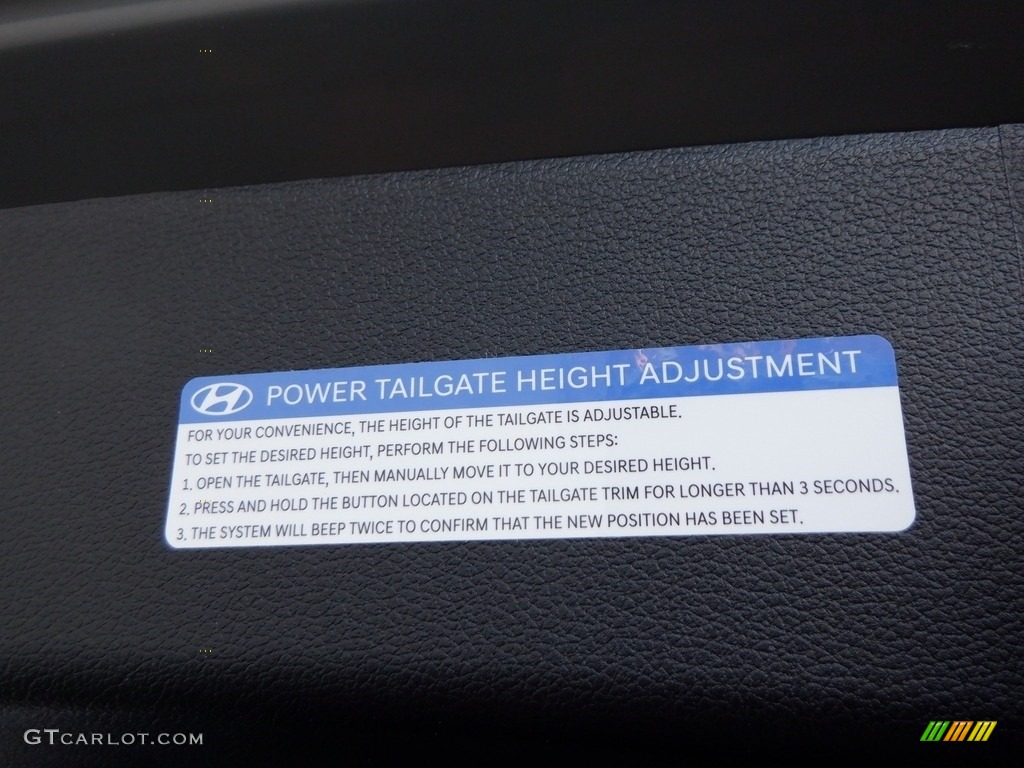 POWER TAILGATE HEIGHT ADJUSTMENT
FOR YOUR CONVENIENCE, THE HEIGHT OF THE TAILGATE IS ADJUSTABLE.
TO SET THE DESIRED HEIGHT, PERFORM THE FOLLOWING STEPS:
1. OPEN THE TAILGATE, THEN MANUALLY MOVE IT TO YOUR DESIRED HEIGHT.
2. PRESS AND HOLD THE BUTTON LOCATED ON THE TAILGATE TRIM FOR LONGER THAN 3 SECONDS.
3. THE SYSTEM WILL BEEP TWICE TO CONFIRM THAT THE NEW POSITION HAS BEEN SET.
GTCARLOT.COM